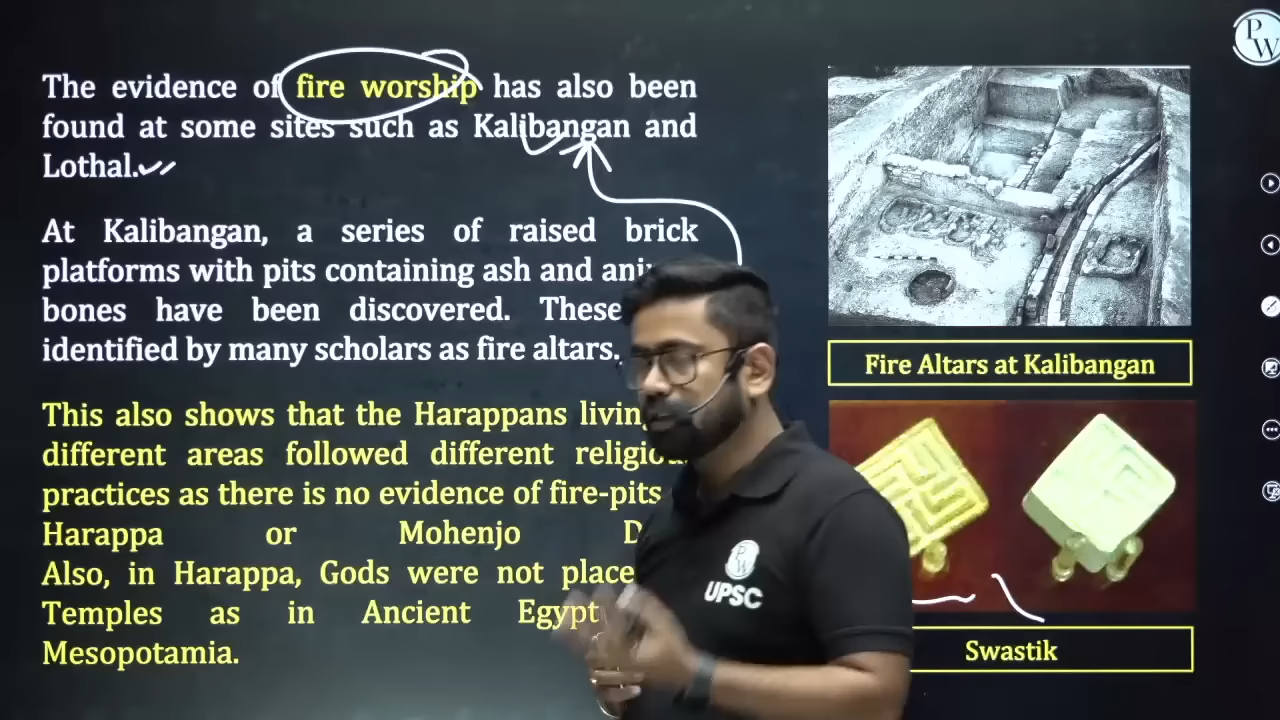 The evidence of fire worship has also been
found at some sites such as Kalibangan and
Lothal.
At Kalibangan, a series of raised brick
platforms with pits containing ash and
bones have been discovered. These
identified by many scholars as fire altars.
This also shows that the Harappans
different areas followed different
practices as there is no evidence of fire-pits
Harappa or Mohenjo
Also, in Harappa, Gods were not
Temples as in Ancient Egypt
Mesopotamia.
PW
Fire Altars at Kalibangan
Swastik
PW
UPSC